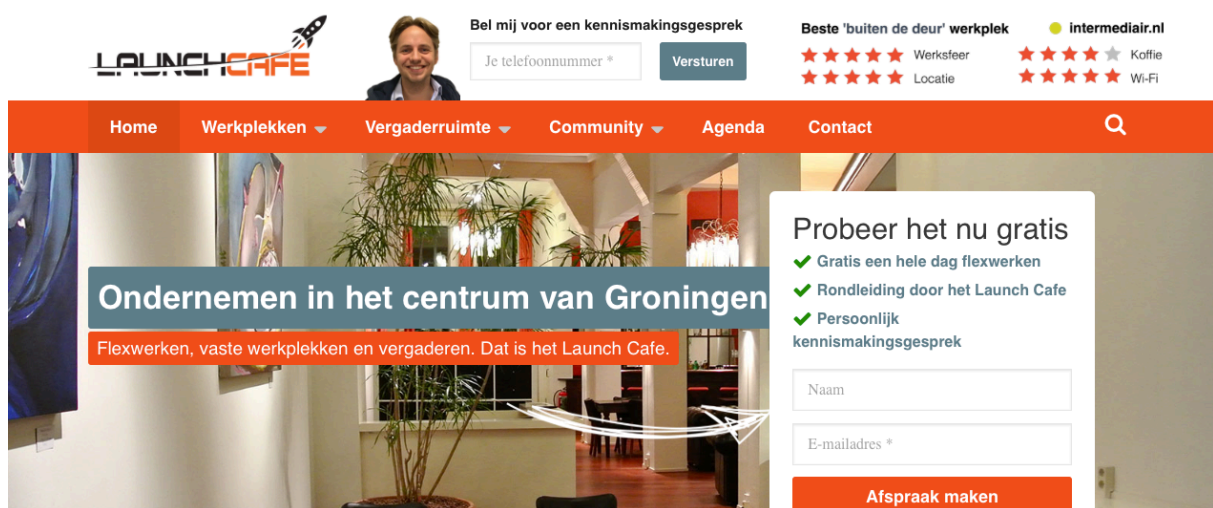 LAUNCHCAFE
Bel mij voor een kennismakingsgesprek
Je telefoonnummer *
Versturen
Beste 'buiten de deur' werkplek
intermediair.nl
Werksfeer
Koffie
Locatie
Wi-Fi
Home
Werkplekken
Vergaderruimte
Community
Agenda
Contact
Ondernemen in het centrum van Groningen
Flexwerken, vaste werkplekken en vergaderen. Dat is het Launch Cafe.
Probeer het nu gratis
Gratis een hele dag flexwerken
Rondleiding door het Launch Cafe
Persoonlijk
kennismakingsgesprek
Naam
E-mailadres *
Afspraak maken